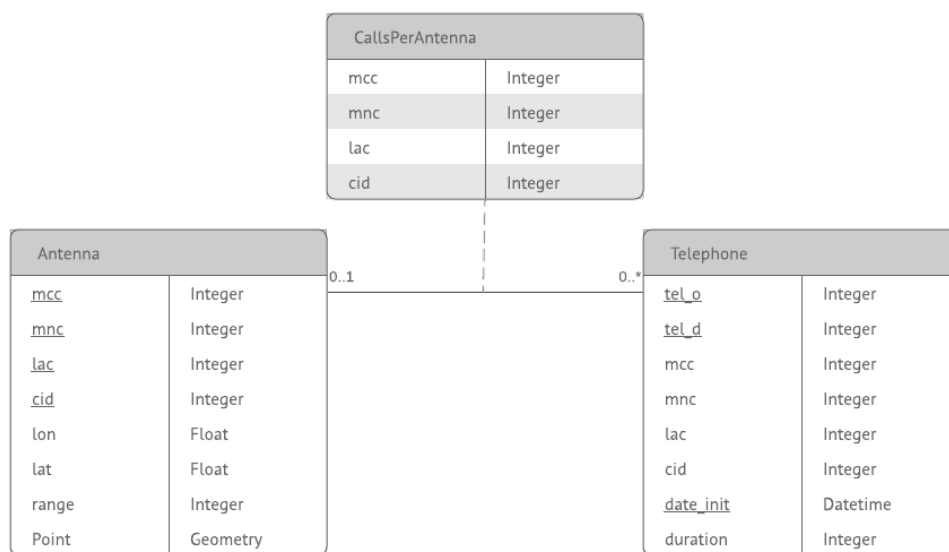 CallsPerAntenna
mcc Integer
mnc Integer
lac Integer
cid Integer
Antenna
0..1
mcc Integer
mnc Integer
lac Integer
cid Integer
lon Float
lat Float
range Integer
Point Geometry
0..*
Telephone
tel_o Integer
tel_d Integer
mcc Integer
mnc Integer
lac Integer
cid Integer
date_init Datetime
duration Integer